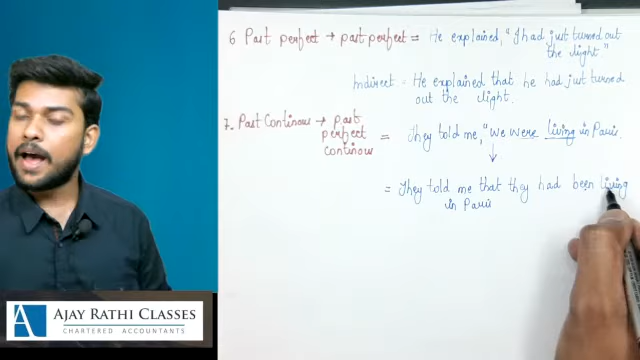 6 Past perfect → past perfect = He explained, "I had just turned out
the light."
Indirect = He explained that he had just turned
out the light.
7. Past Continous → past
perfect
continous
= They told me, "we were living in Paris.
= They told me that they had been living
in Paris
AJAY RATHI CLASSES
CHARTERED ACCOUNTANTS